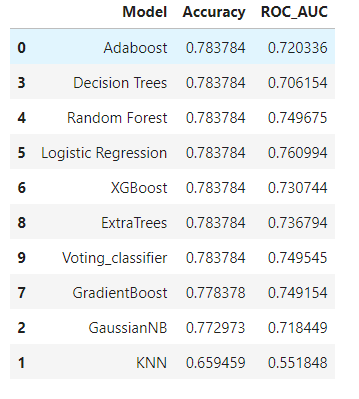 Model Accuracy ROC_AUC
0 Adaboost 0.783784 0.720336
3 Decision Trees 0.783784 0.706154
4 Random Forest 0.783784 0.749675
5 Logistic Regression 0.783784 0.760994
6 XGBoost 0.783784 0.730744
8 ExtraTrees 0.783784 0.736794
9 Voting_classifier 0.783784 0.749545
7 GradientBoost 0.778378 0.749154
2 GaussianNB 0.772973 0.718449
1 KNN 0.659459 0.551848